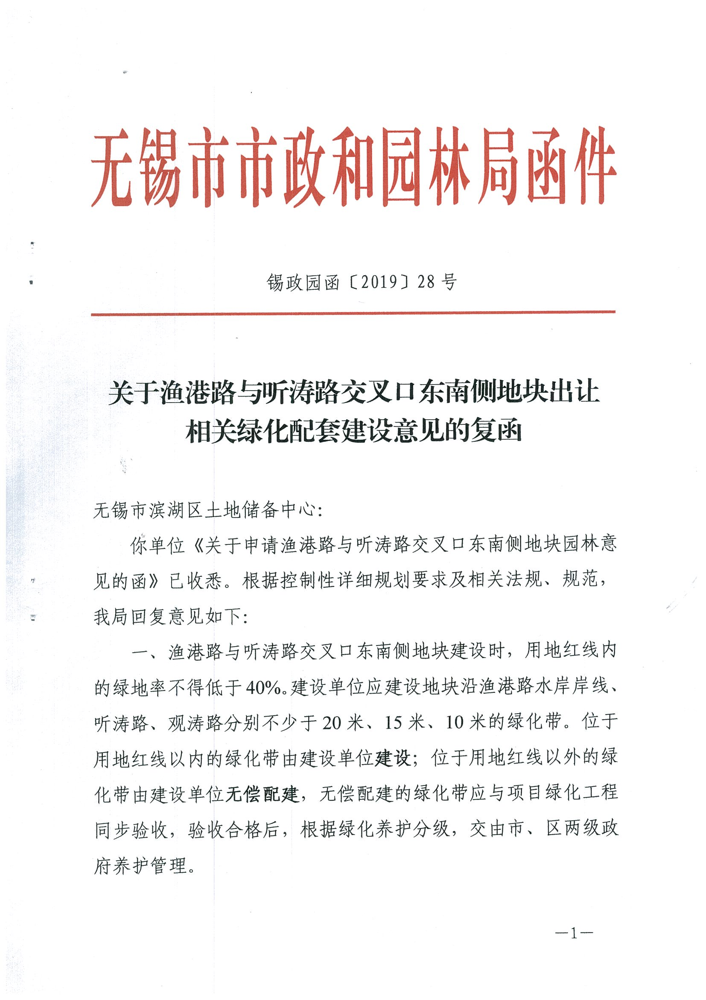 无锡市市政和园林局函件
锡政园函〔2019〕28 号
关于渔港路与听涛路交叉口东南侧地块出让
相关绿化配套建设意见的复函
无锡市滨湖区土地储备中心：
你单位《关于申请渔港路与听涛路交叉口东南侧地块园林意
见的函》已收悉。根据控制性详细规划要求及相关法规、规范，
我局回复意见如下：
一、渔港路与听涛路交叉口东南侧地块建设时，用地红线内
的绿地率不得低于 40%。建设单位应建设地块沿渔港路水岸岸线、
听涛路、观涛路分别不少于 20 米、15 米、10 米的绿化带。位于
用地红线以内的绿化带由建设单位建设；位于用地红线以外的绿
化带由建设单位无偿配建，无偿配建的绿化带应与项目绿化工程
同步验收，验收合格后，根据绿化养护分级，交由市、区两级政
府养护管理。
—1—